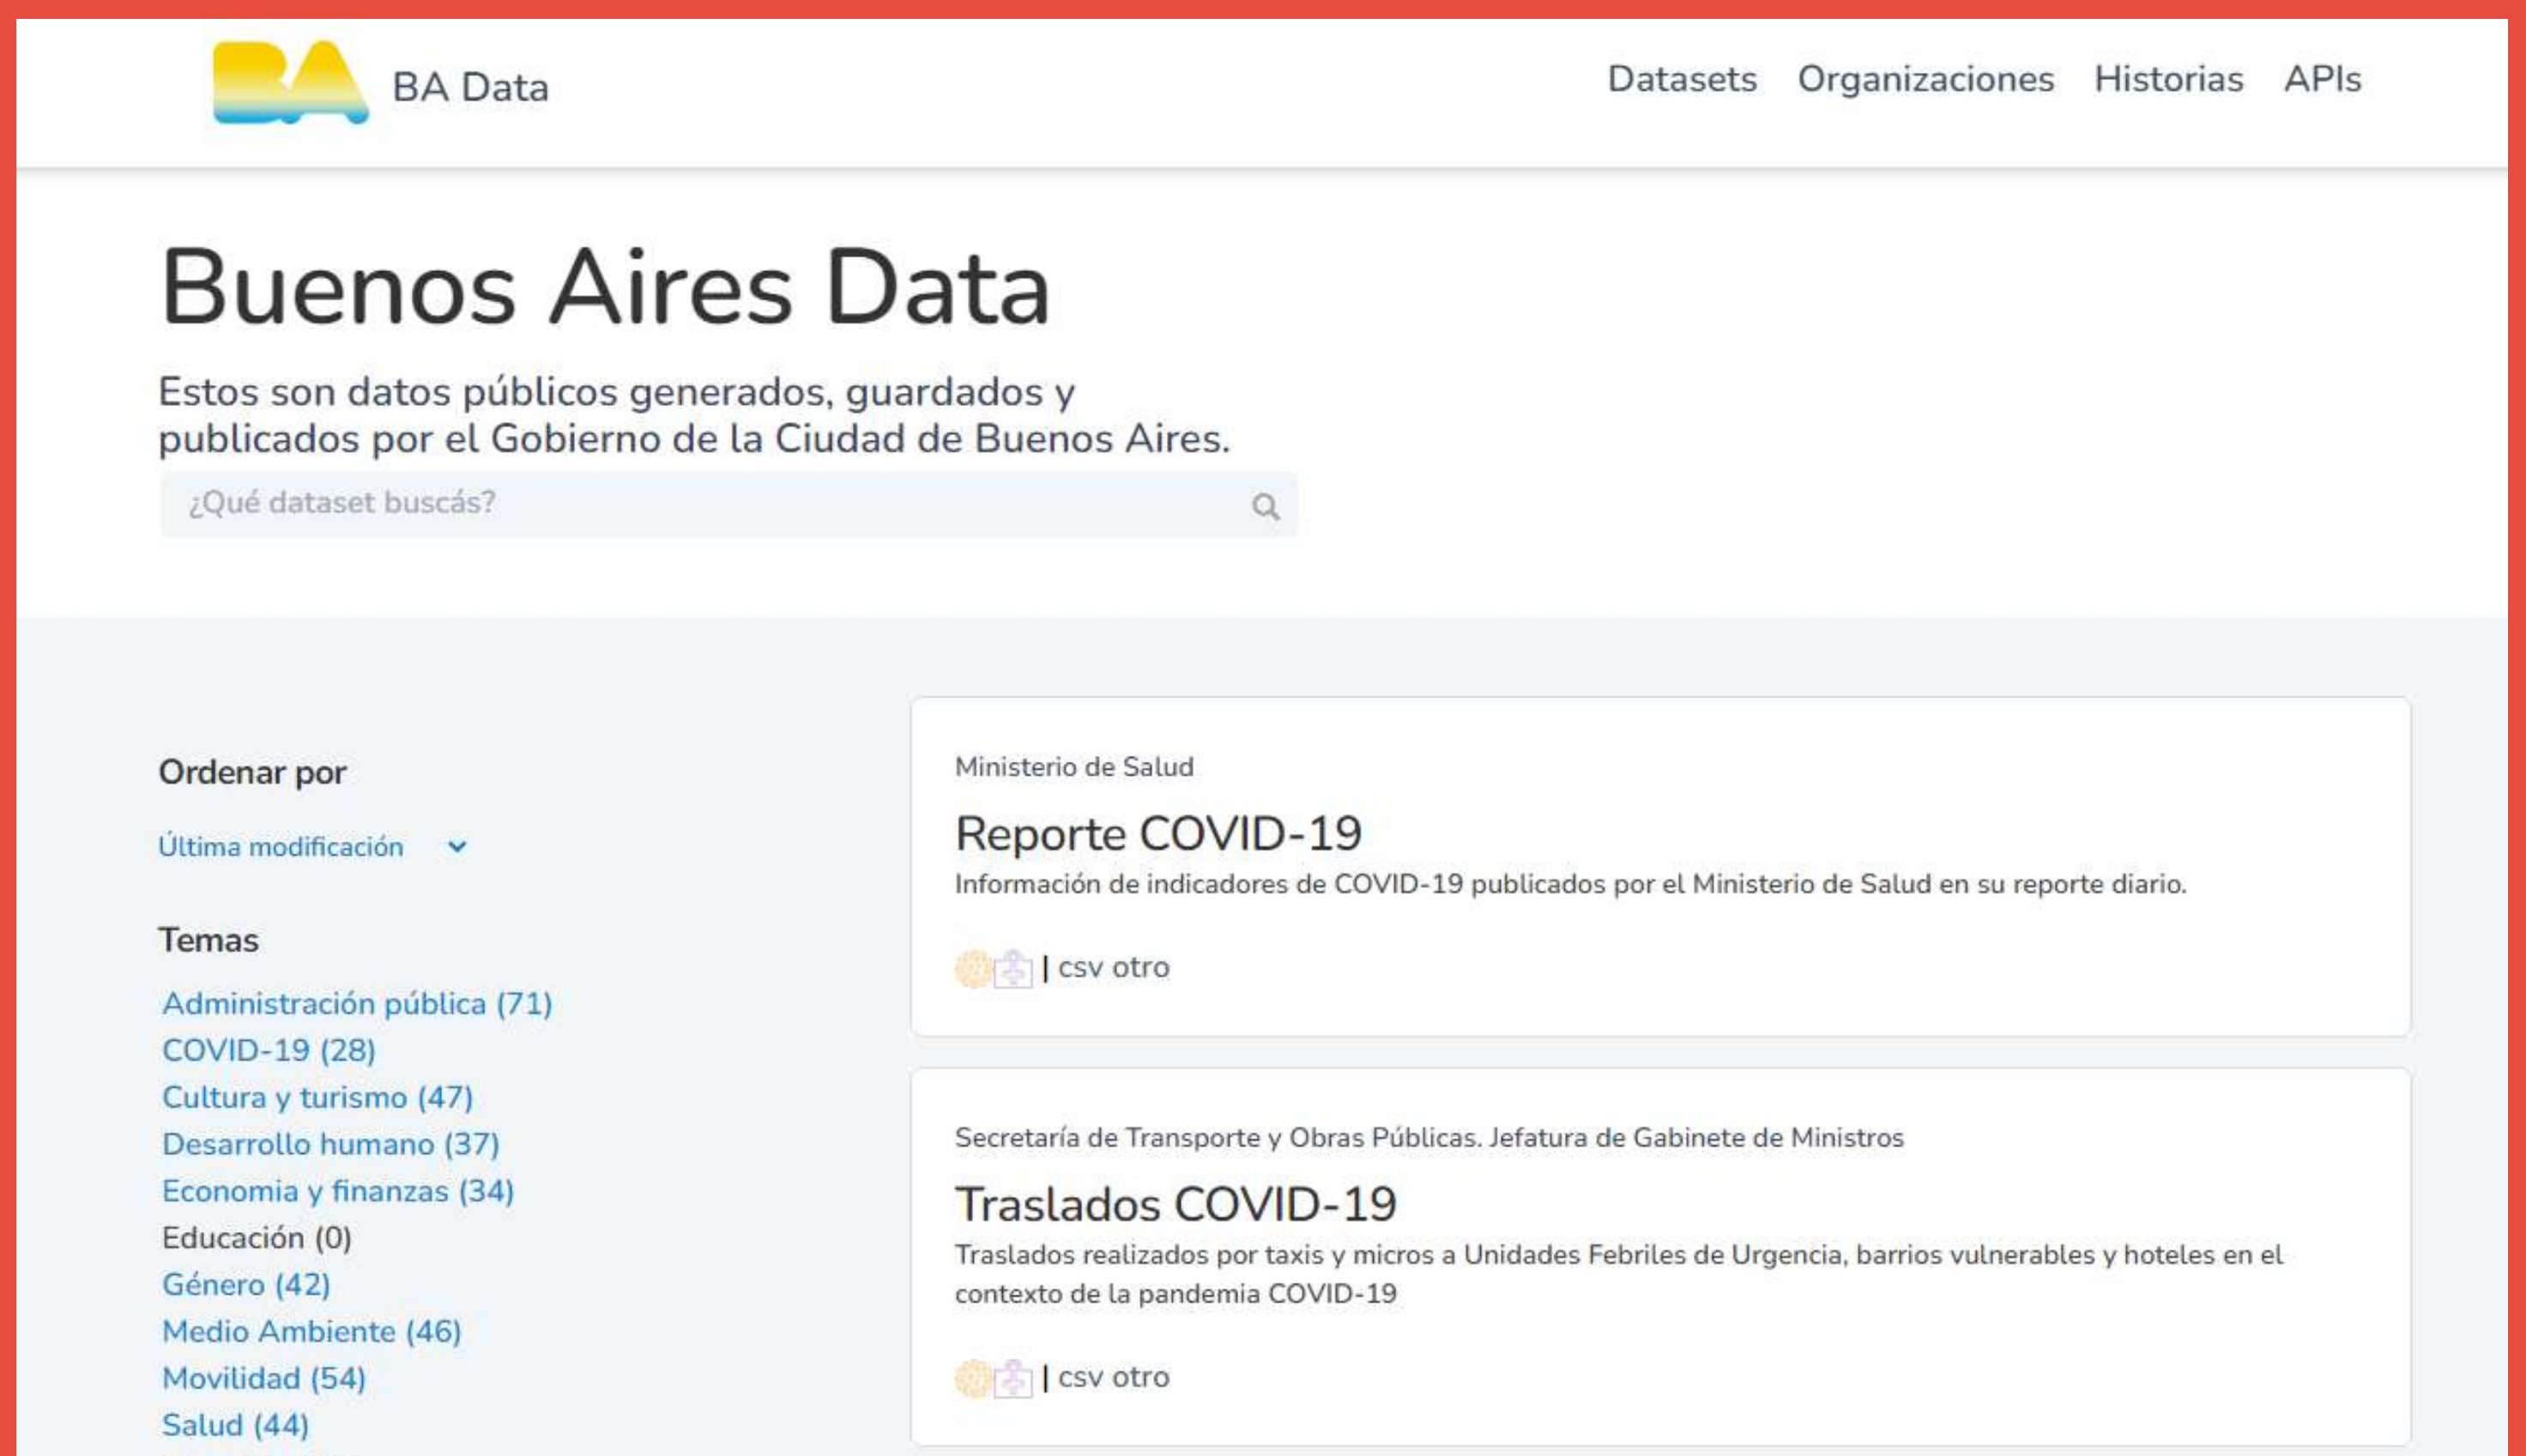 BA
BA Data
Datasets Organizaciones Historias APIs
Buenos Aires Data
Estos son datos públicos generados, guardados y
publicados por el Gobierno de la Ciudad de Buenos Aires.
¿Qué dataset buscás?
Ordenar por
Última modificación
Temas
Administración pública (71)
COVID-19 (28)
Cultura y turismo (47)
Desarrollo humano (37)
Economia y finanzas (34)
Educación (0)
Género (42)
Medio Ambiente (46)
Movilidad (54)
Salud (44)
Ministerio de Salud
Reporte COVID-19
Información de indicadores de COVID-19 publicados por el Ministerio de Salud en su reporte diario.
| csv otro
Secretaría de Transporte y Obras Públicas. Jefatura de Gabinete de Ministros
Traslados COVID-19
Traslados realizados por taxis y micros a Unidades Febriles de Urgencia, barrios vulnerables y hoteles en el
contexto de la pandemia COVID-19
| csv otro